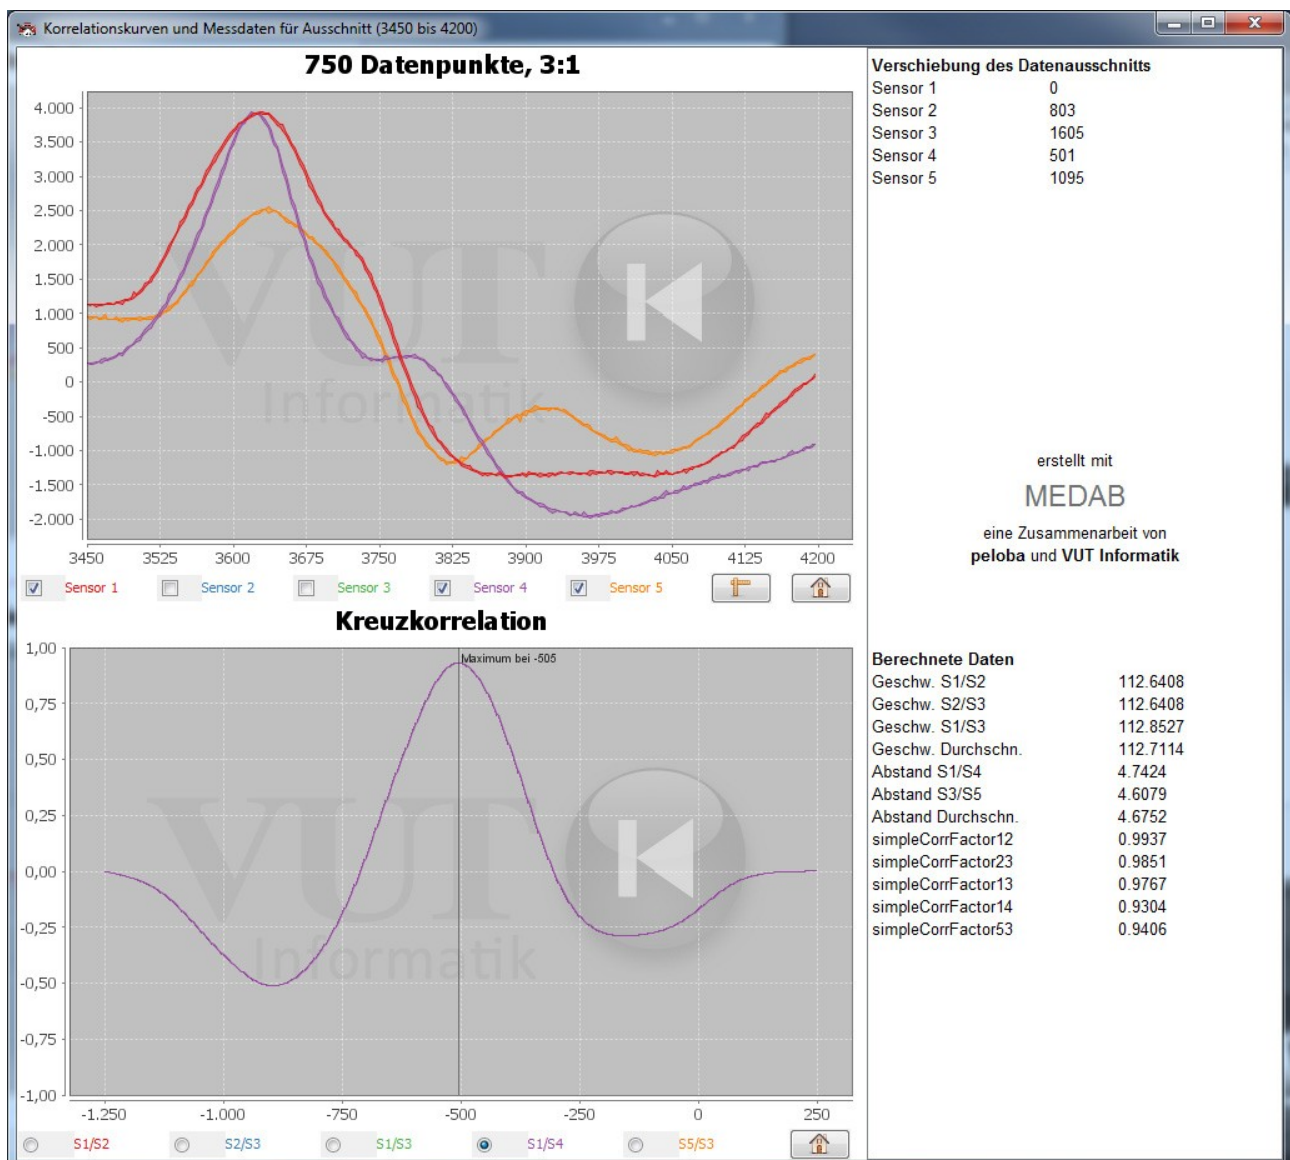 Korrelationskurven und Messdaten für Ausschnitt (3450 bis 4200)
750 Datenpunkte, 3:1
4.000
3.500
3.000
2.500
2.000
1.500
1.000
500
0
-500
-1.000
-1.500
-2.000
VUT
Informatik
3450 3525 3600 3675 3750 3825 3900 3975 4050 4125 4200
Sensor 1 Sensor 2 Sensor 3 Sensor 4 Sensor 5
Kreuzkorrelation
Maximum bei -505
1,00
0,75
0,50
0,25
0,00
-0,25
-0,50
-0,75
-1,00
VUT
Informatik
-1.250 -1.000 -750 -500 -250 0 250
S1/S2 S2/S3 S1/S3 S1/S4 S5/S3
Verschiebung des Datenausschnitts
Sensor 1 0
Sensor 2 803
Sensor 3 1605
Sensor 4 501
Sensor 5 1095
erstellt mit
MEDAB
eine Zusammenarbeit von
peloba und VUT Informatik
Berechnete Daten
Geschw. S1/S2 112.6408
Geschw. S2/S3 112.6408
Geschw. S1/S3 112.8527
Geschw. Durchschn. 112.7114
Abstand S1/S4 4.7424
Abstand S3/S5 4.6079
Abstand Durchschn. 4.6752
simpleCorrFactor12 0.9937
simpleCorrFactor23 0.9851
simpleCorrFactor13 0.9767
simpleCorrFactor14 0.9304
simpleCorrFactor53 0.9406